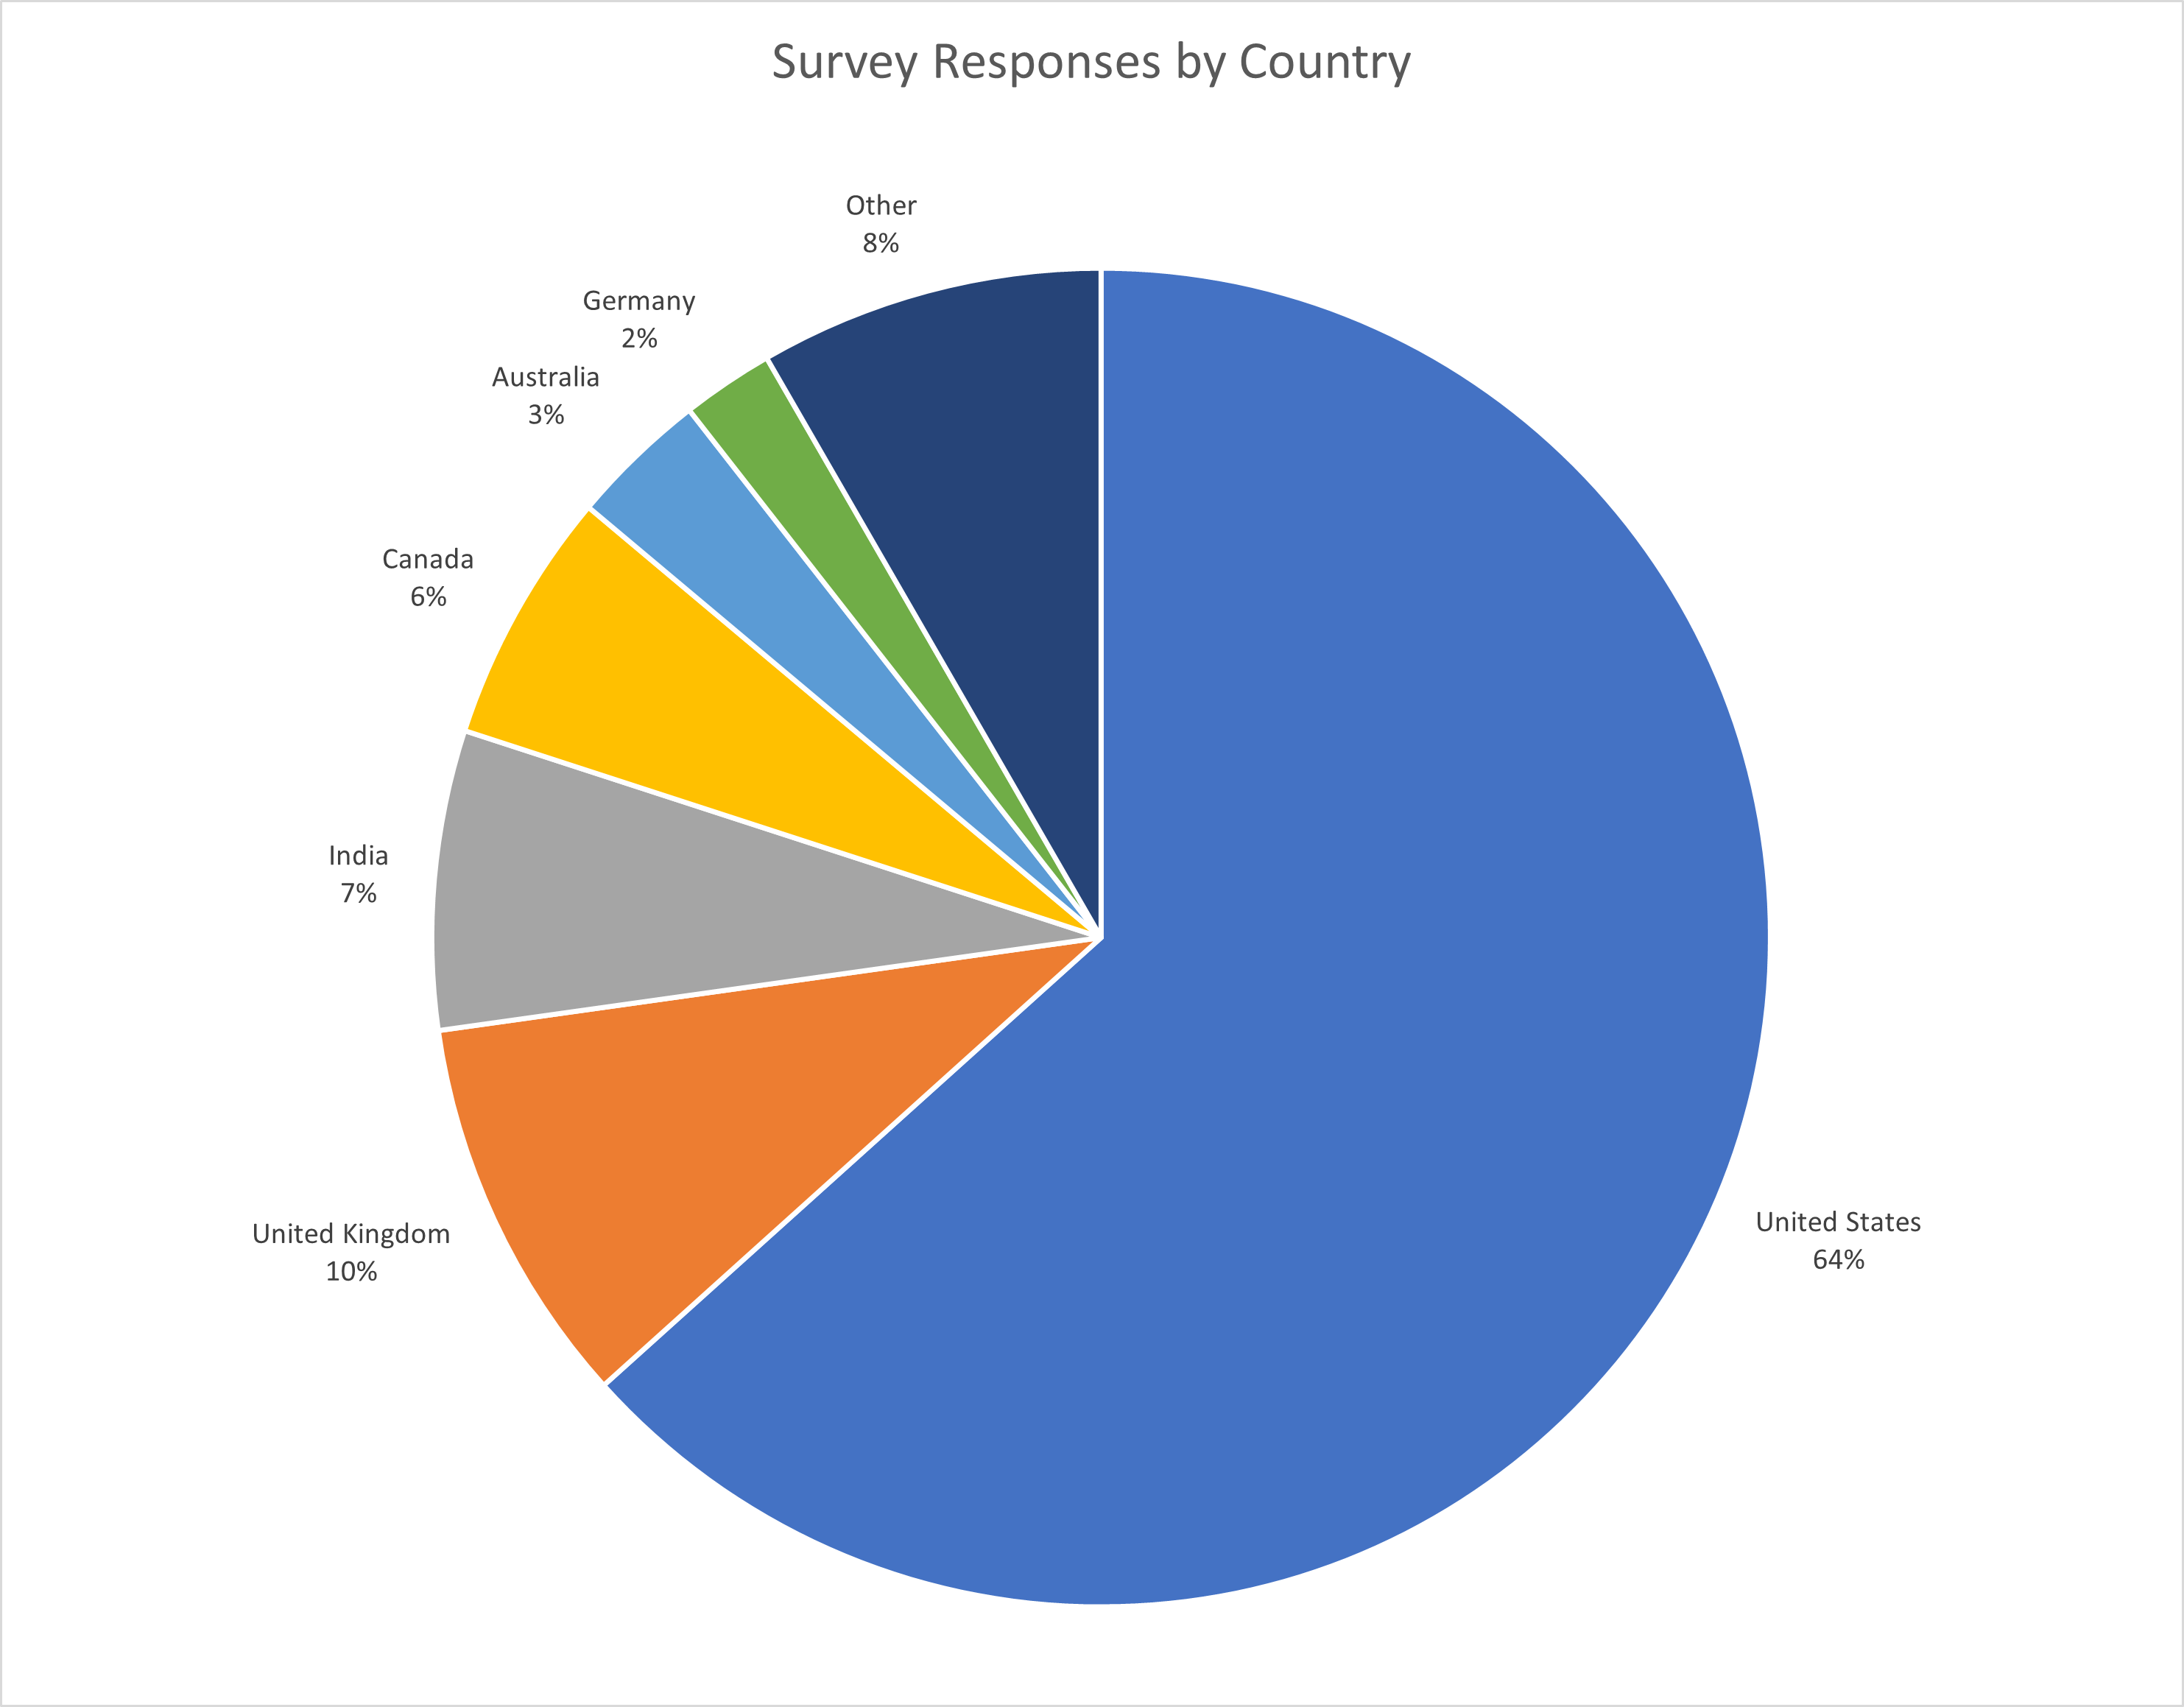 Survey Responses by Country
Other
8%
Germany
2%
Australia
3%
Canada
6%
India
7%
United Kingdom
10%
United States
64%